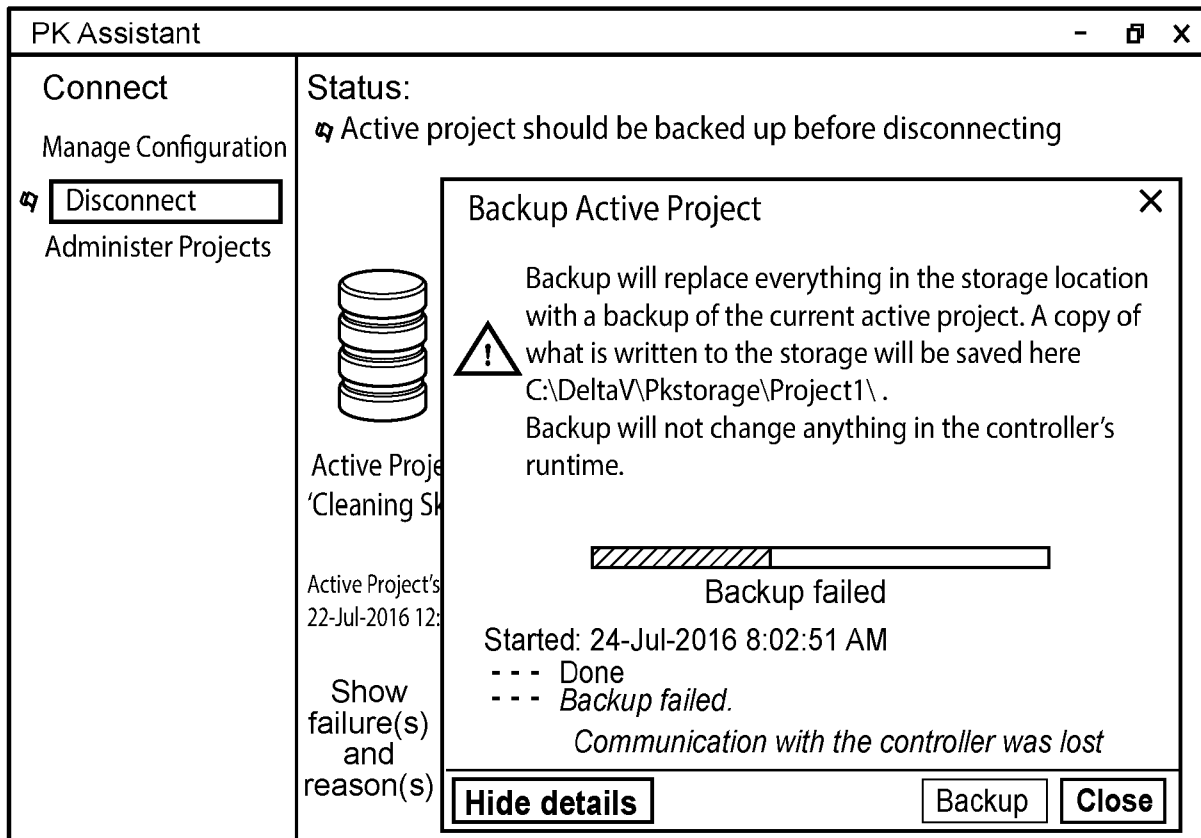 PK Assistant
Connect
Manage Configuration
Disconnect
Administer Projects
Status:
Active project should be backed up before disconnecting
Active Proje
‘Cleaning Sk
Active Project's
22-Jul-2016 12:
Show
failure(s)
and
reason(s)
Backup Active Project
Backup will replace everything in the storage location
with a backup of the current active project. A copy of
what is written to the storage will be saved here
C:\DeltaV\Pkstorage\Project1\ .
Backup will not change anything in the controller's
runtime.
Backup failed
Started: 24-Jul-2016 8:02:51 AM
- - - Done
- - - Backup failed.
Communication with the controller was lost
Hide details
Backup
Close